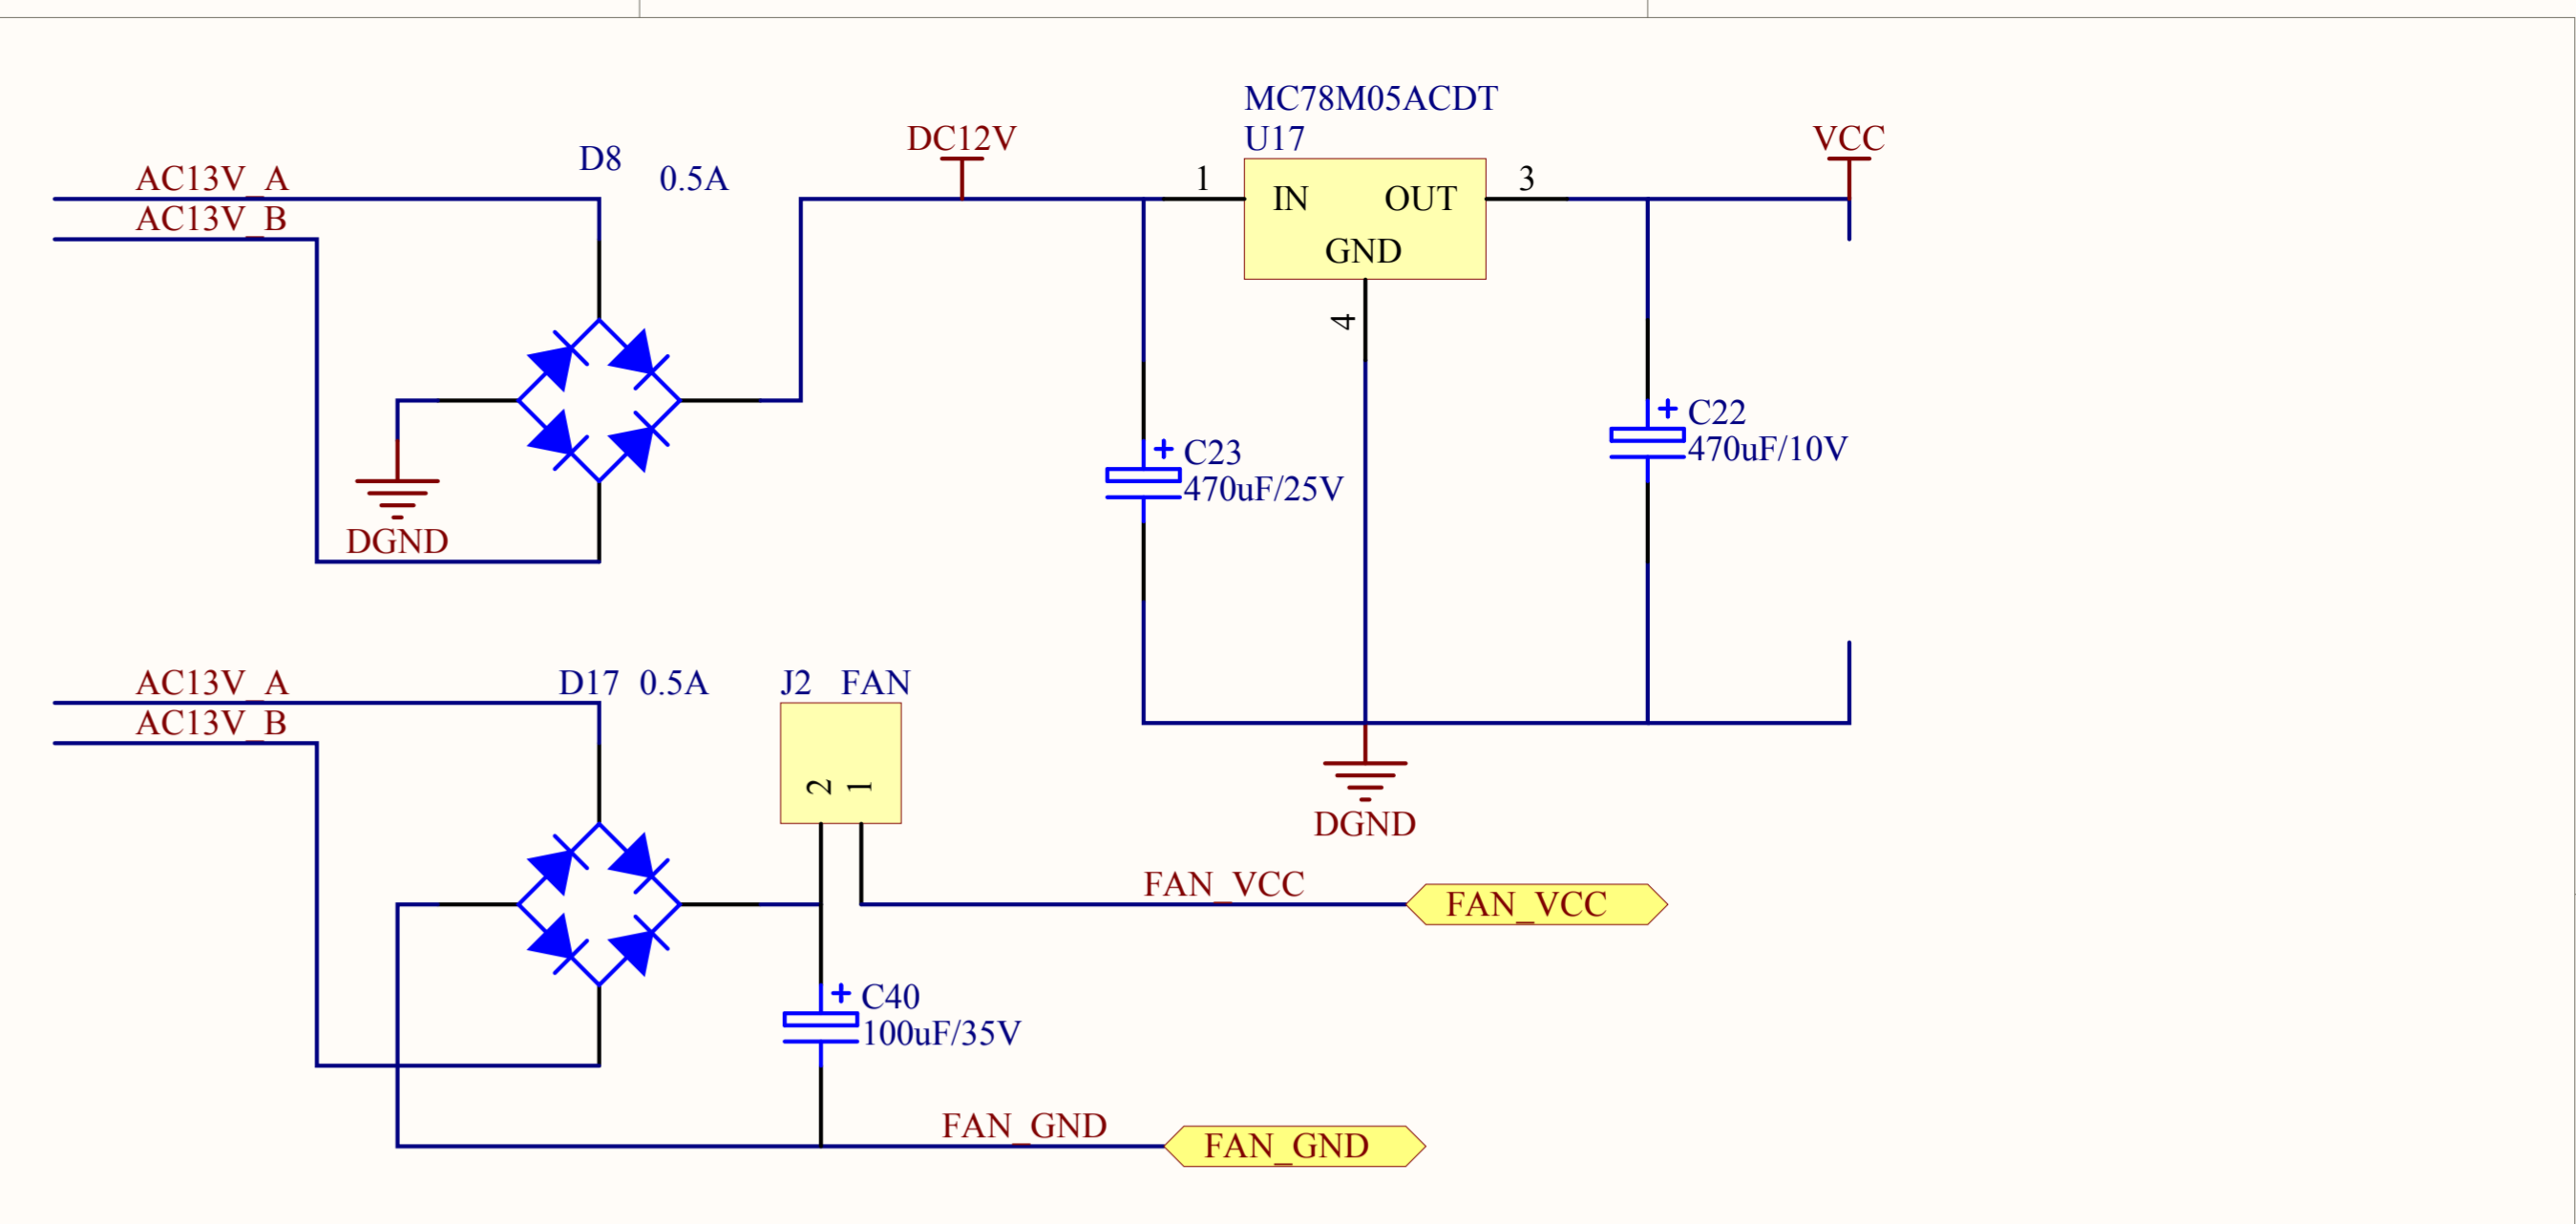 MC78M05ACDT
DC12V
U17
VCC
D8
0.5A
AC13V_A
AC13V_B
1
IN
OUT
3
GND
4
C22
470uF/10V
C23
470uF/25V
DGND
AC13V_A
AC13V_B
D17 0.5A
J2 FAN
2
1
DGND
FAN_VCC
FAN_VCC
C40
100uF/35V
FAN_GND
FAN_GND